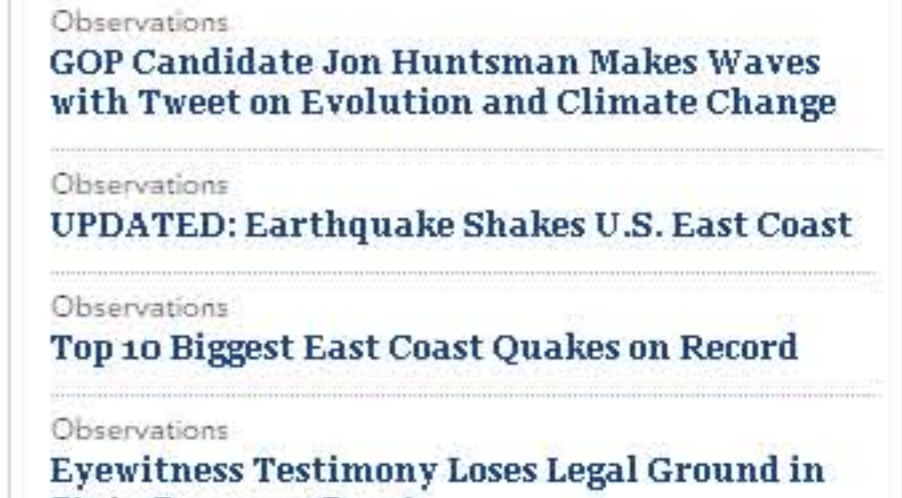 Observations
GOP Candidate Jon Huntsman Makes Waves
with Tweet on Evolution and Climate Change
Observations
UPDATED: Earthquake Shakes U.S. East Coast
Observations
Top 10 Biggest East Coast Quakes on Record
Observations
Eyewitness Testimony Loses Legal Ground in